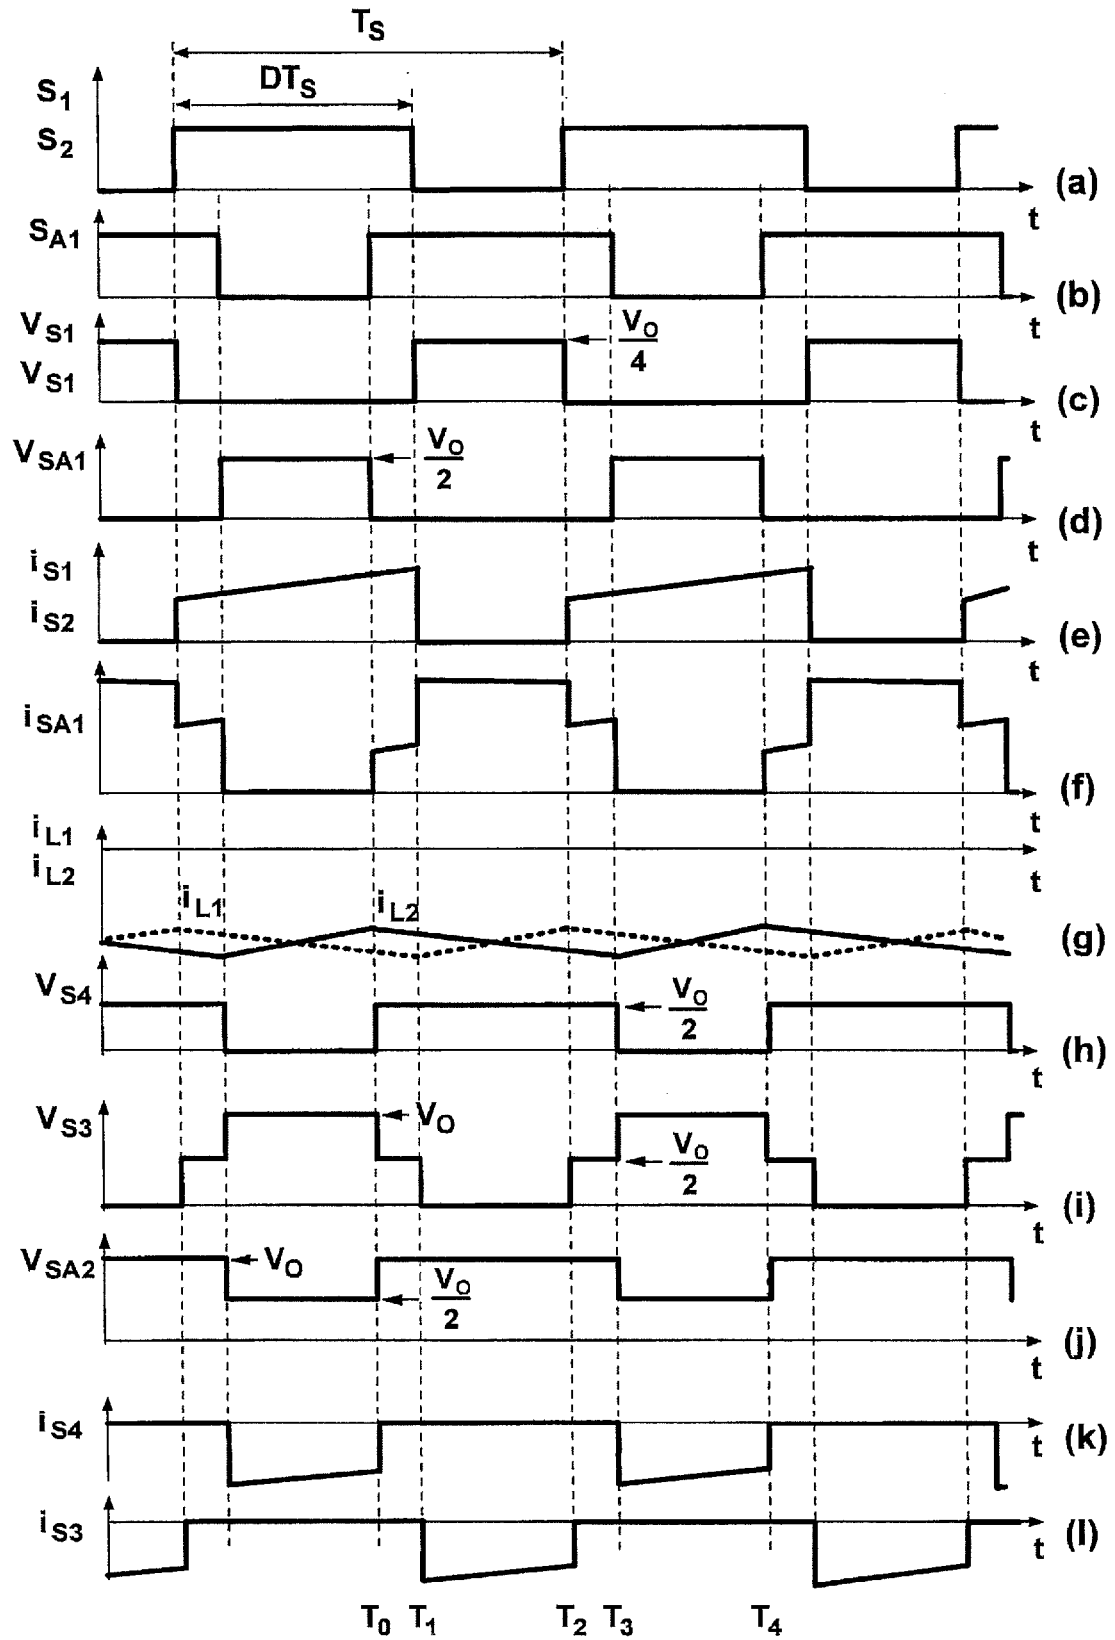 T_S
DT_S
S_1
S_2
(a)
t
S_A1
(b)
t
V_S1
V_O/4
V_S1
(c)
t
V_SA1
V_O/2
(d)
t
i_S1
i_S2
(e)
t
i_SA1
(f)
t
i_L1
i_L2
t
i_L1
i_L2
(g)
V_S4
V_O/2
(h)
t
V_S3
V_O
V_O/2
(i)
t
V_SA2
V_O
V_O/2
(j)
t
i_S4
t
(k)
i_S3
t
(l)
T_0 T_1 T_2 T_3 T_4